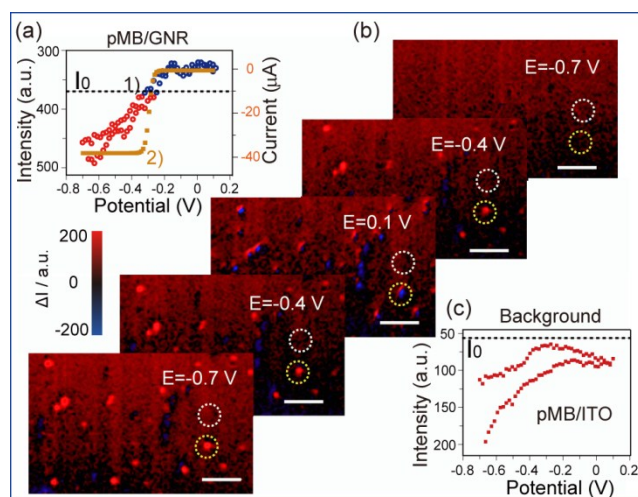 (a)
pMB/GNR
Intensity (a.u.)
300
400
500
I0
1)
2)
0
-10
-20
-30
-40
Current (μA)
-0.8 -0.6 -0.4 -0.2 0 0.2
Potential (V)
(b)
E=-0.7 V
E=-0.4 V
E=0.1 V
E=-0.4 V
E=-0.7 V
200
0
-200
ΔI / a.u.
(c)
Background
Intensity (a.u.)
50
100
150
200
I0
pMB/ITO
-0.8 -0.6 -0.4 -0.2 0 0.2
Potential (V)